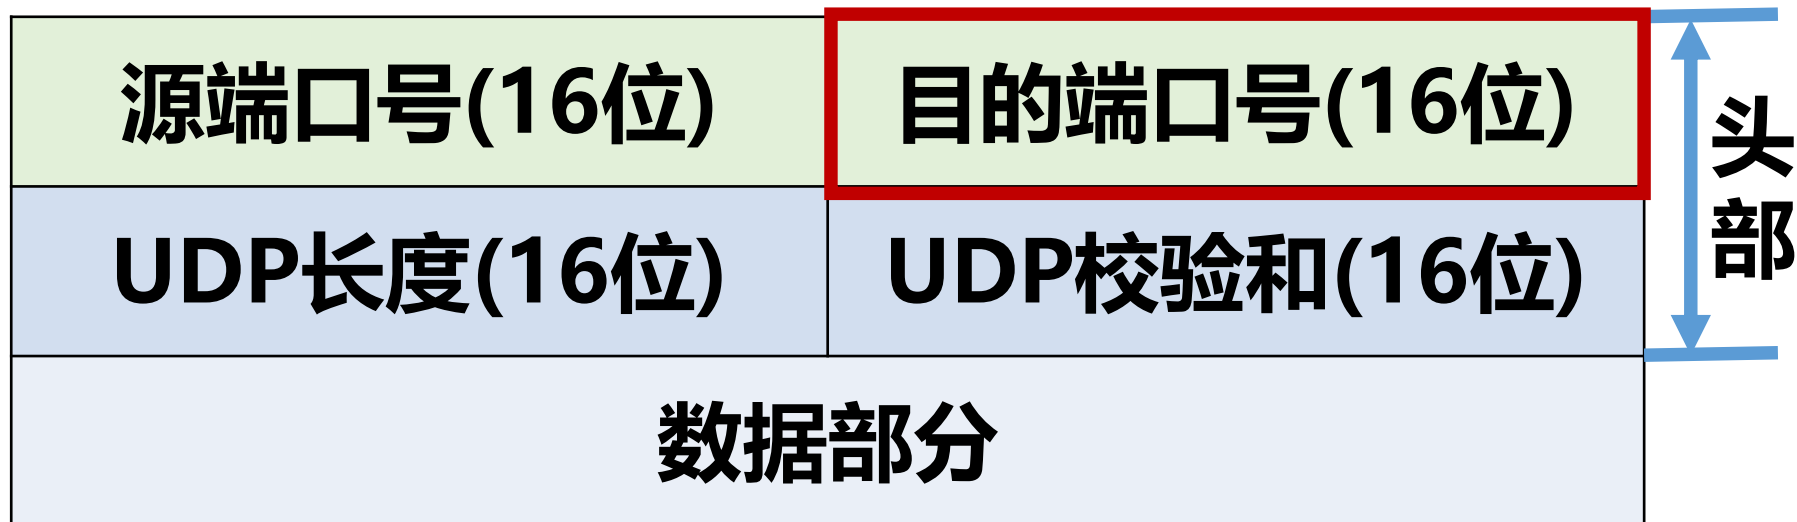 源端口号(16位)
目的端口号(16位)
UDP长度(16位)
UDP校验和(16位)
数据部分
头部